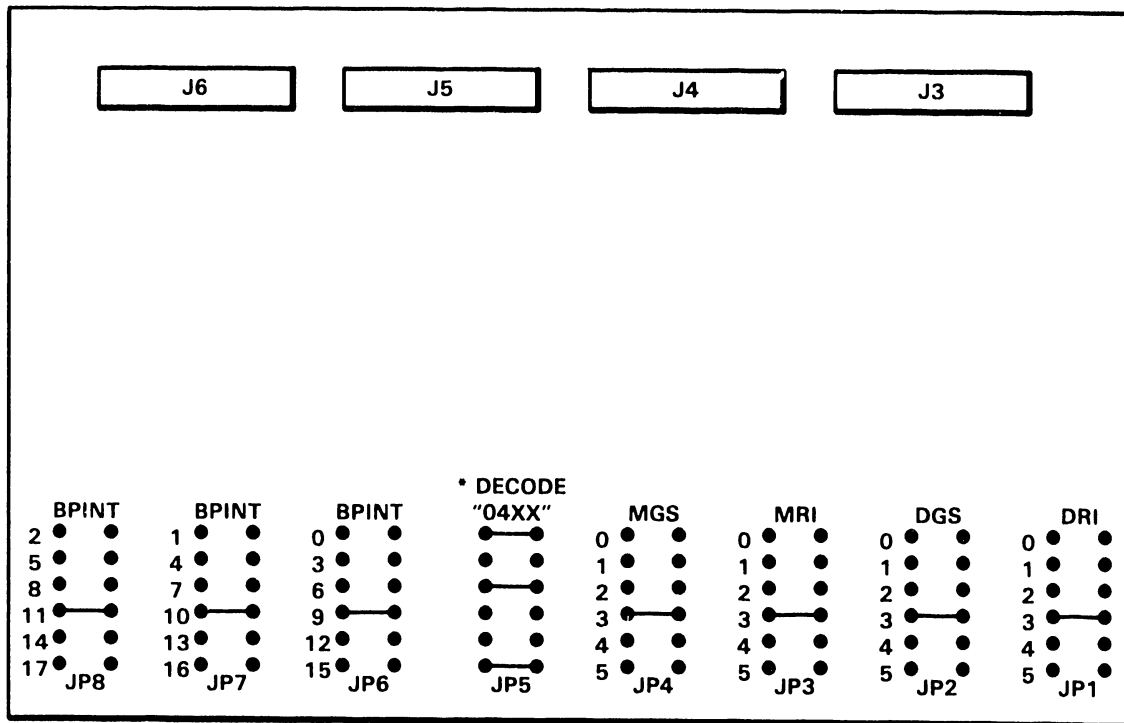 J6 J5 J4 J3
* DECODE
BPINT BPINT BPINT "04XX" MGS MRI DGS DRI
2 1 0 0 0 0 0
5 4 3 1 1 1 1
8 7 6 2 2 2 2
11 10 9 3 3 3 3
14 13 12 4 4 4 4
17 16 15 5 5 5 5
JP8 JP7 JP6 JP5 JP4 JP3 JP2 JP1